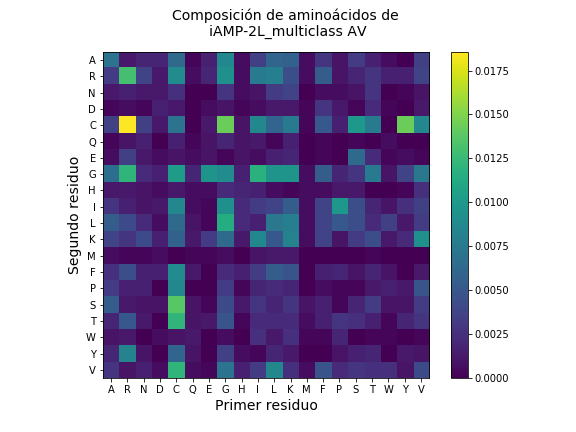 Composición de aminoácidos de
iAMP-2L_multiclass AV
Segundo residuo
A
R
N
D
C
Q
E
G
H
I
L
K
M
F
P
S
T
W
Y
V
A R N D C Q E G H I L K M F P S T W Y V
Primer residuo
0.0175
0.0150
0.0125
0.0100
0.0075
0.0050
0.0025
0.0000